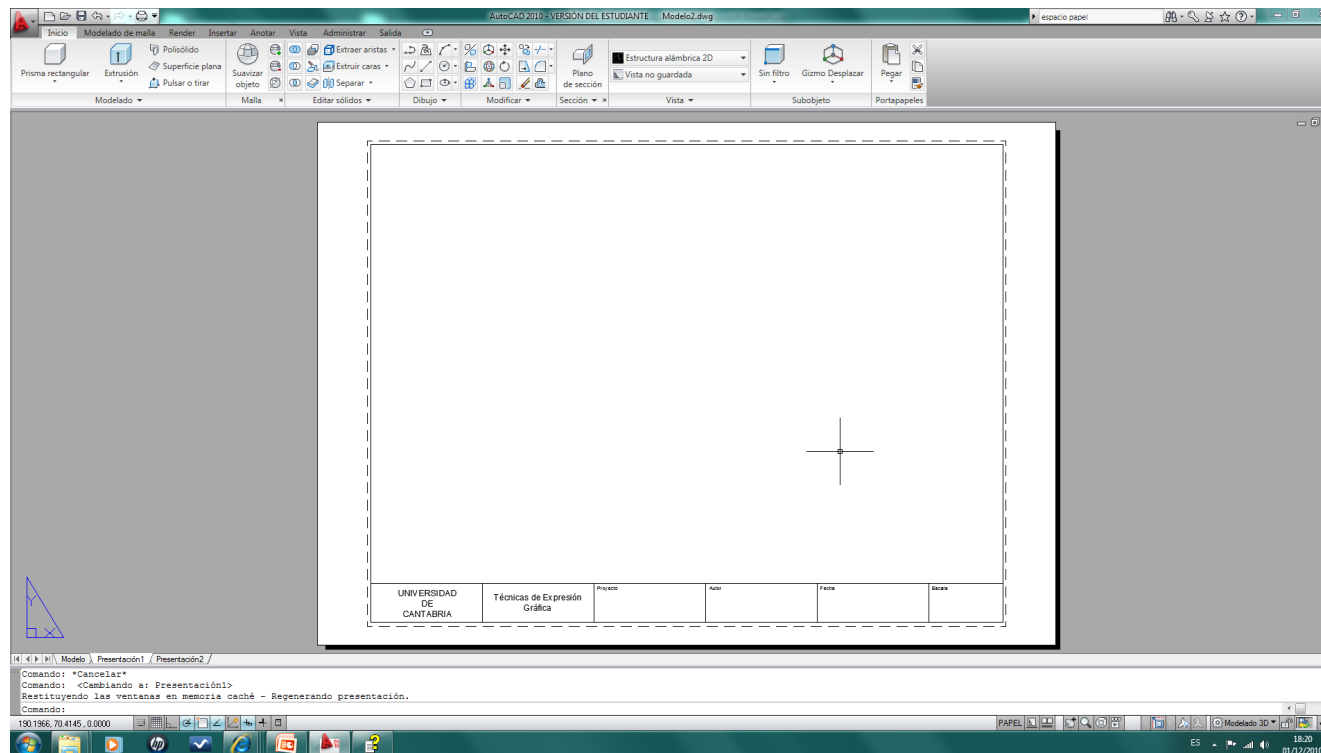 AutoCAD 2010 - VERSIÓN DEL ESTUDIANTE Modelo2.dwg
espacio papel
Inicio Modelado de malla Render Insertar Anotar Vista Administrar Salida
Prisma rectangular
Extrusión
Polisólido
Superficie plana
Pulsar o tirar
Suavizar objeto
Extraer aristas
Extruir caras
Separar
Plano de sección
Estructura alámbrica 2D
Vista no guardada
Sin filtro
Gizmo Desplazar
Pegar
Modelado Malla Editar sólidos Dibujo Modificar Sección Vista Subobjeto Portapapeles
UNIVERSIDAD
DE
CANTABRIA
Técnicas de Expresión
Gráfica
Proyecto
Autor
Fecha
Escala
Y
X
Modelo Presentación1 Presentación2
Comando: *Cancelar*
Comando: <Cambiando a: Presentación1>
Restituyendo las ventanas en memoria caché - Regenerando presentación.
Comando:
190.1966, 70.4145, 0.0000
PAPEL
Modelado 3D
ES
18:20
01/12/2010